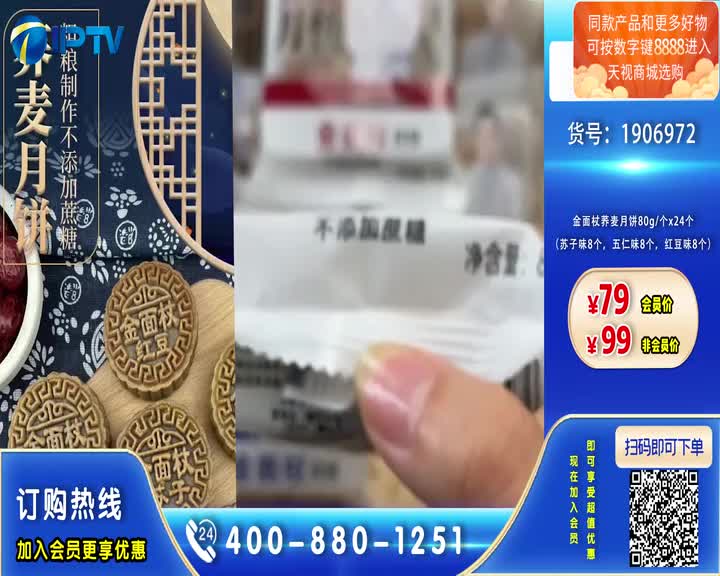 IPTV
荞麦月饼
粗粮制作不添加蔗糖
金面杖
红豆
金面杖
金面杖
苏子
不添加蔗糖
净含量:
同款产品和更多好物
可按数字键8888进入
天视商城选购
货号：1906972
金面杖荞麦月饼80g/个x24个
（苏子味8个，五仁味8个，红豆味8个）
¥79 会员价
¥99 非会员价
订购热线
加入会员更享优惠
24
400-880-1251
现在加入会员
即可享受超值优惠
扫码即可下单